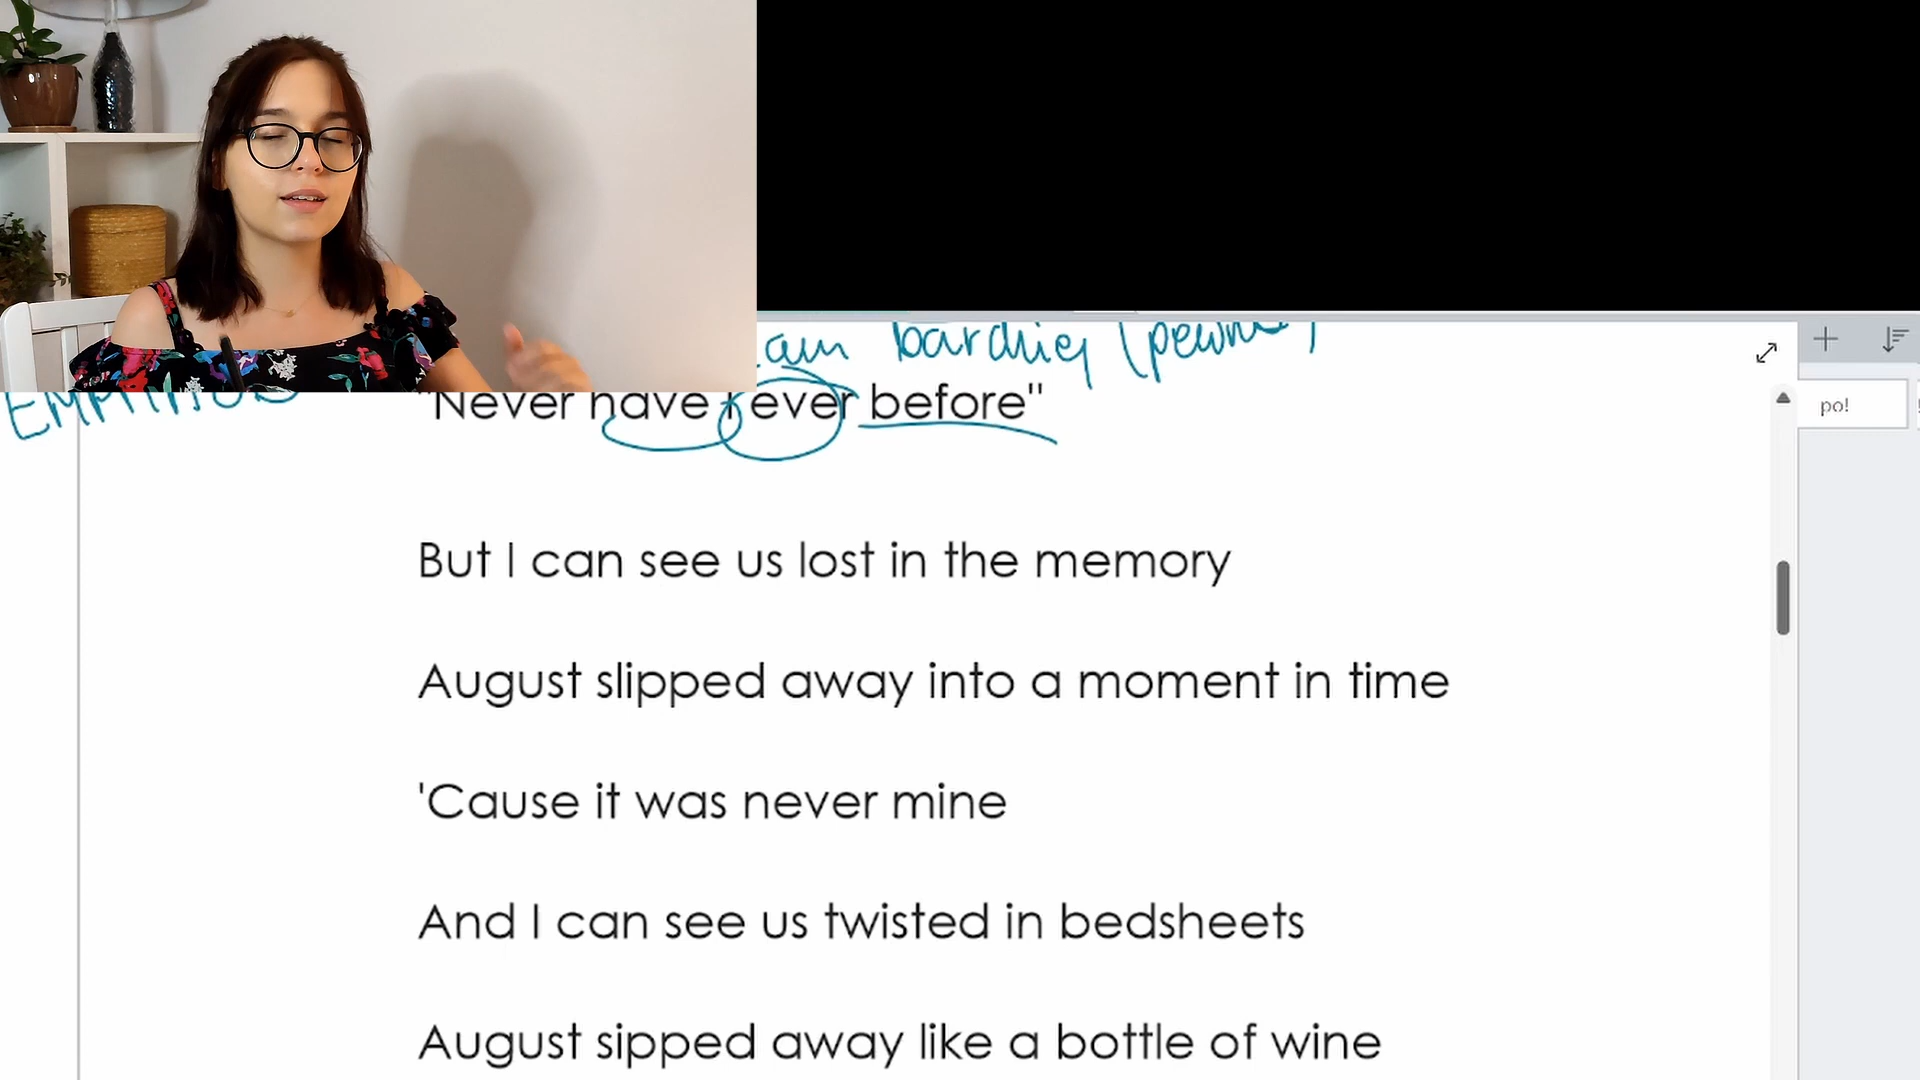 bardziej (pewne)
"Never have I ever before"
po!
But I can see us lost in the memory
August slipped away into a moment in time
'Cause it was never mine
And I can see us twisted in bedsheets
August sipped away like a bottle of wine